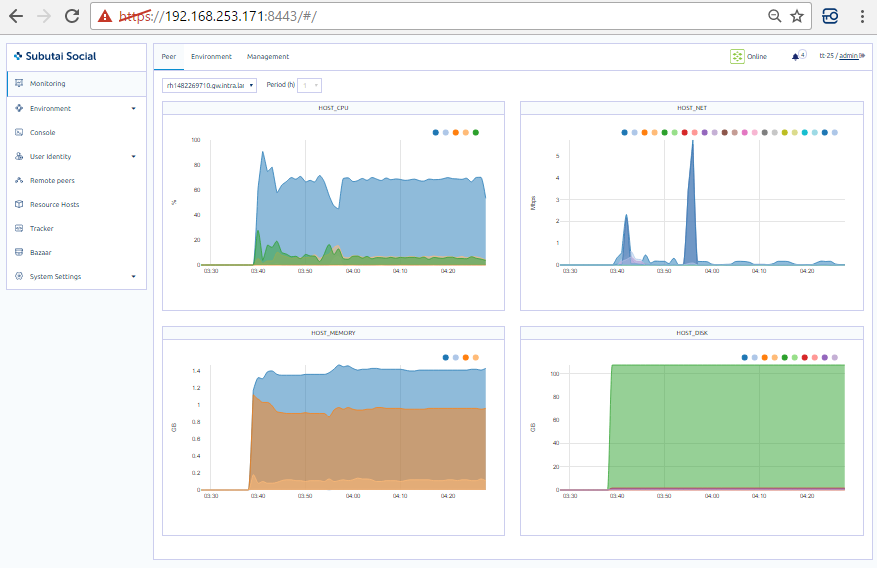 https://192.168.253.171:8443/#/
Subutai Social
Monitoring
Environment
Console
User Identity
Remote peers
Resource Hosts
Tracker
Bazaar
System Settings
Peer Environment Management
Online 4 tt-25 / admin
rh1482269710.gw.intra.lan Period (h) 1
HOST_CPU
100
80
60
40
20
0
%
03:30 03:40 03:50 04:00 04:10 04:20
HOST_NET
5
4
3
2
1
0
Mbps
03:30 03:40 03:50 04:00 04:10 04:20
HOST_MEMORY
1.4
1.2
1
0.8
0.6
0.4
0.2
0
GiB
03:30 03:40 03:50 04:00 04:10 04:20
HOST_DISK
100
80
60
40
20
0
GiB
03:30 03:40 03:50 04:00 04:10 04:20